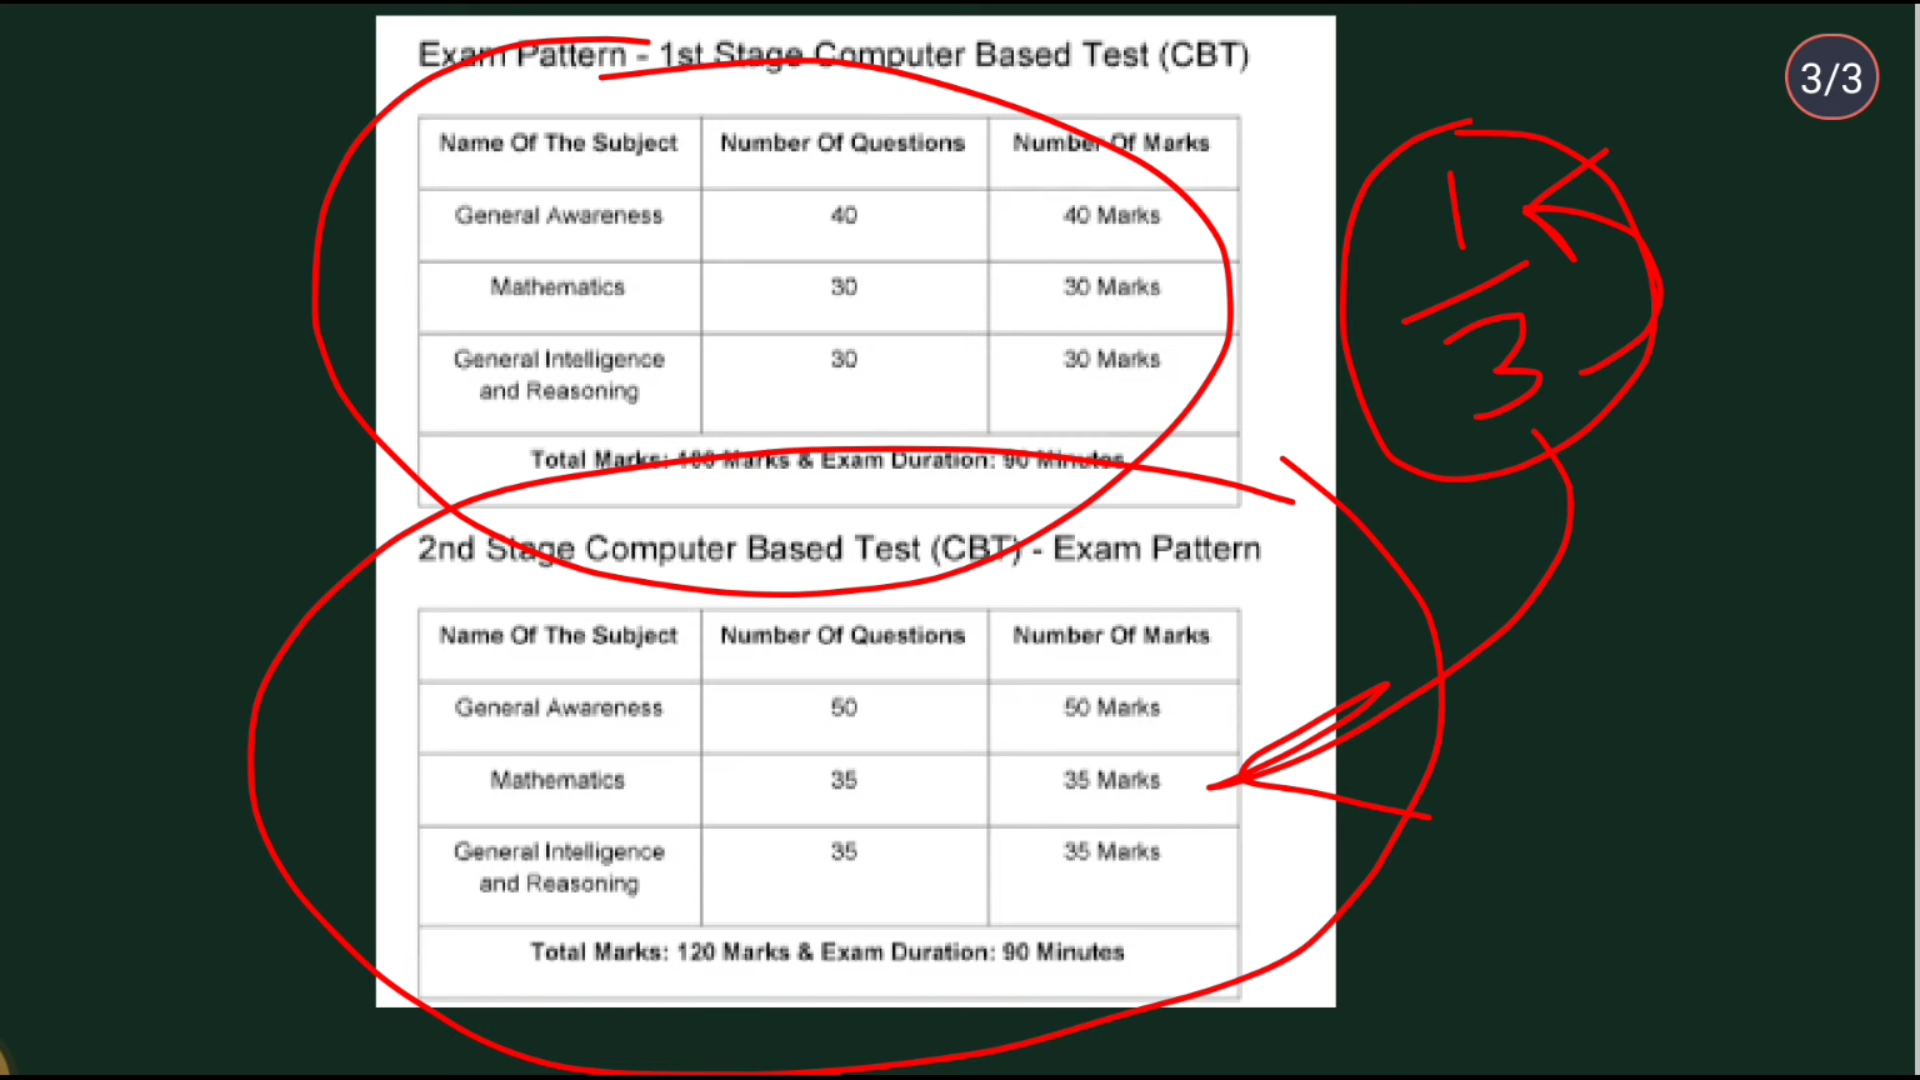 Exam Pattern - 1st Stage Computer Based Test (CBT)
3/3
Name Of The Subject Number Of Questions Number Of Marks
General Awareness 40 40 Marks
Mathematics 30 30 Marks
General Intelligence and Reasoning 30 30 Marks
Total Marks: 100 Marks & Exam Duration: 90 Minutes
1
3
2nd Stage Computer Based Test (CBT) - Exam Pattern
Name Of The Subject Number Of Questions Number Of Marks
General Awareness 50 50 Marks
Mathematics 35 35 Marks
General Intelligence and Reasoning 35 35 Marks
Total Marks: 120 Marks & Exam Duration: 90 Minutes